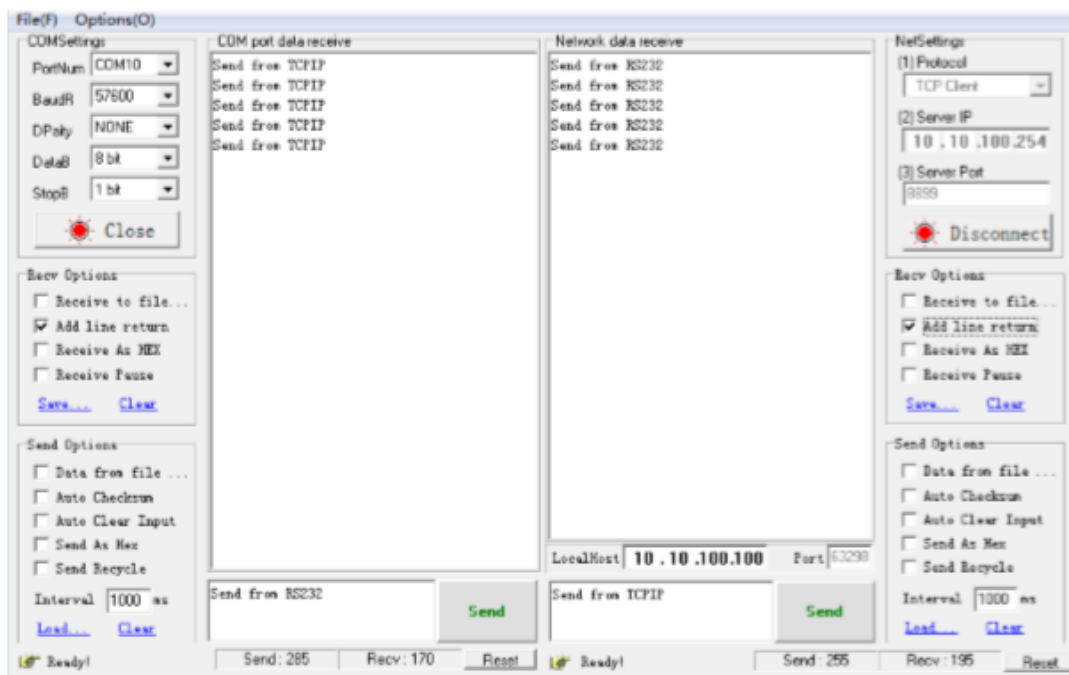 File(F) Options(O)
COMSettings
PortNum COM10
BaudR 57600
DPaity NONE
DataB 8 bit
StopB 1 bit
Close
Recv Options
Receive to file...
Add line return
Receive As HEX
Receive Pause
Save... Clear
Send Options
Data from file ...
Auto Checksum
Auto Clear Input
Send As Hex
Send Recycle
Interval 1000 ms
Load... Clear
Ready!
COM port data receive
Send from TCPIP
Send from TCPIP
Send from TCPIP
Send from TCPIP
Send from TCPIP
Send from RS232
Send
Send : 285 Recv : 170 Reset
Network data receive
Send from RS232
Send from RS232
Send from RS232
Send from RS232
Send from RS232
LocalHost 10 . 10 .100.100 Port 63298
Send from TCPIP
Send
Ready!
Send : 255 Recv : 195 Reset
NetSettings
(1) Protocol
TCP Client
(2) Server IP
10 . 10 .100.254
(3) Server Port
8899
Disconnect
Recv Options
Receive to file...
Add line return
Receive As HEX
Receive Pause
Save... Clear
Send Options
Data from file ...
Auto Checksum
Auto Clear Input
Send As Hex
Send Recycle
Interval 1000 ms
Load... Clear